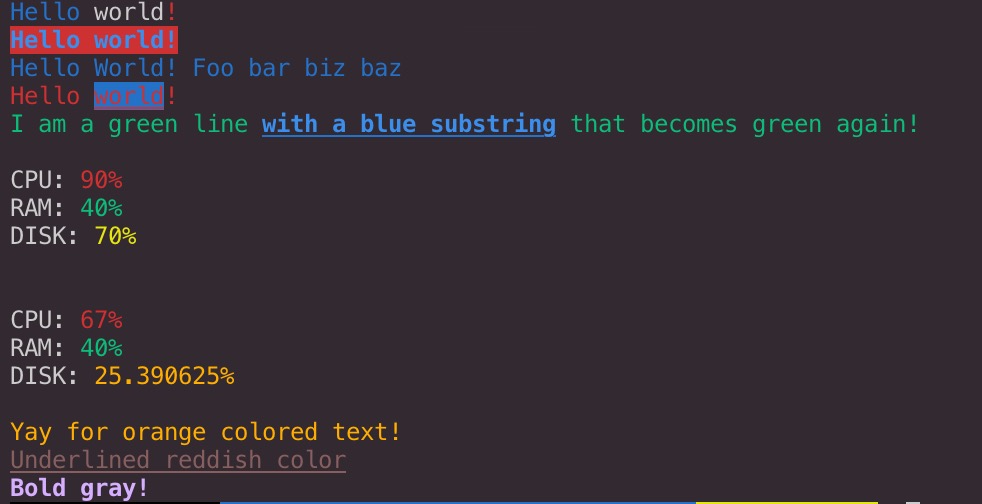 Hello world!
Hello world!
Hello World! Foo bar biz baz
Hello world!
I am a green line with a blue substring that becomes green again!
CPU: 90%
RAM: 40%
DISK: 70%
CPU: 67%
RAM: 40%
DISK: 25.390625%
Yay for orange colored text!
Underlined reddish color
Bold gray!